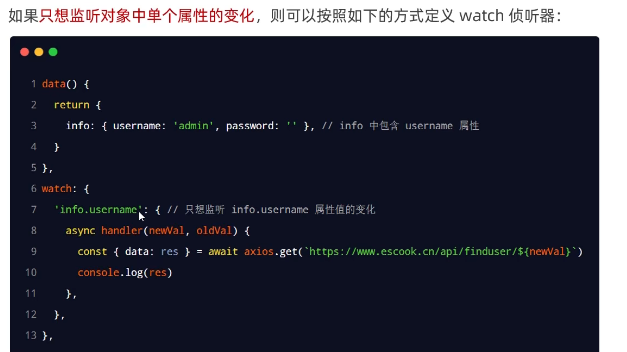 如果只想监听对象中单个属性的变化，则可以按照如下的方式定义 watch 侦听器：
1 data() {
2   return {
3     info: { username: 'admin', password: '' }, // info 中包含 username 属性
4   }
5 },
6 watch: {
7   'info.username': { // 只想监听 info.username 属性值的变化
8     async handler(newVal, oldVal) {
9       const { data: res } = await axios.get(`https://www.escook.cn/api/finduser/${newVal}`)
10       console.log(res)
11     },
12   },
13 },